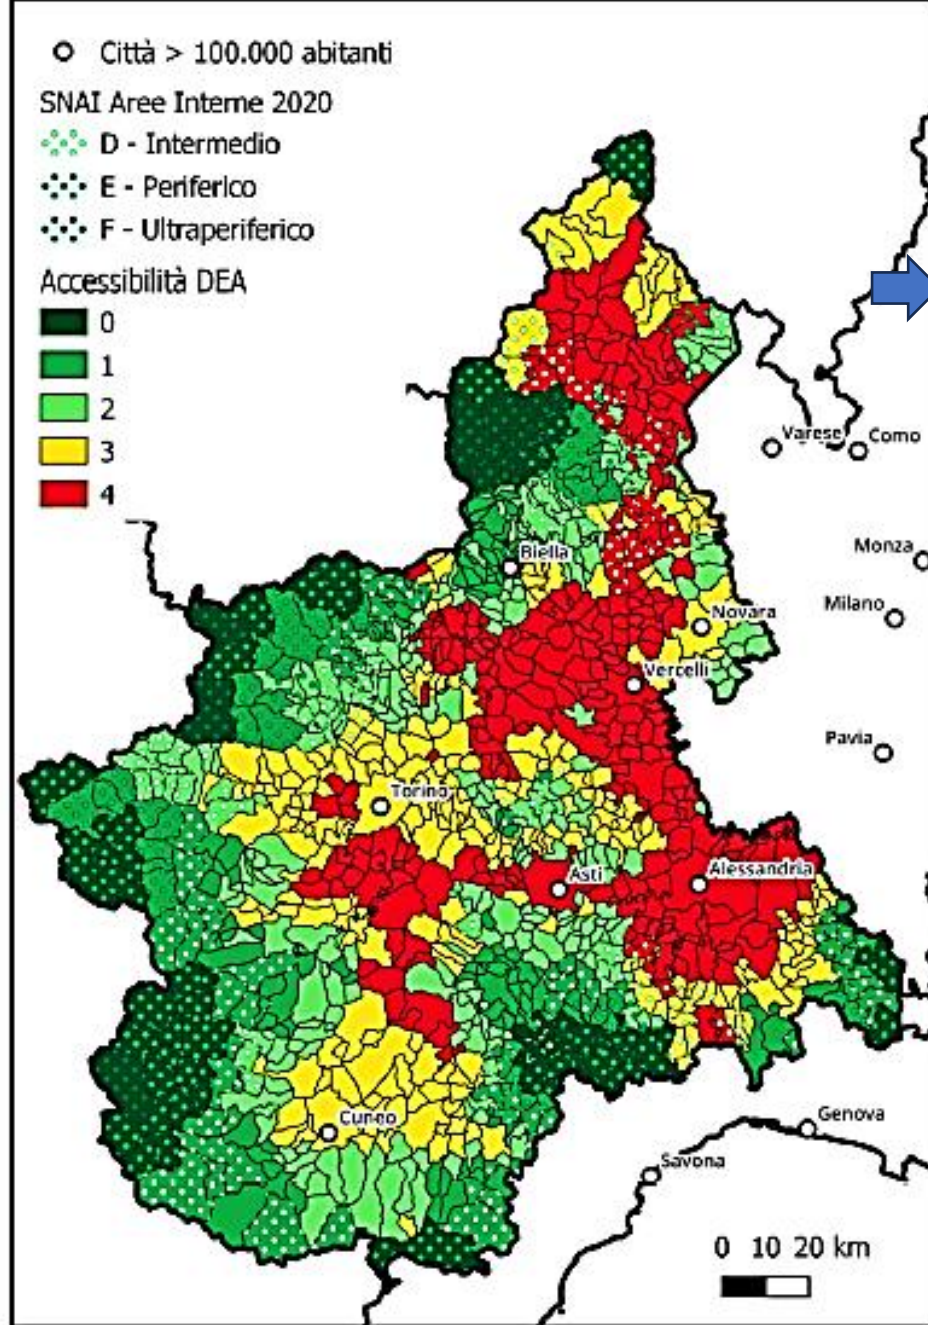 Città > 100.000 abitanti
SNAI Aree Interne 2020
D - Intermedio
E - Periferico
F - Ultraperiferico
Accessibilità DEA
0
1
2
3
4
Varese
Como
Biella
Monza
Milano
Novara
Vercelli
Pavia
Torino
Asti
Alessandria
Cuneo
Genova
Savona
0 10 20 km